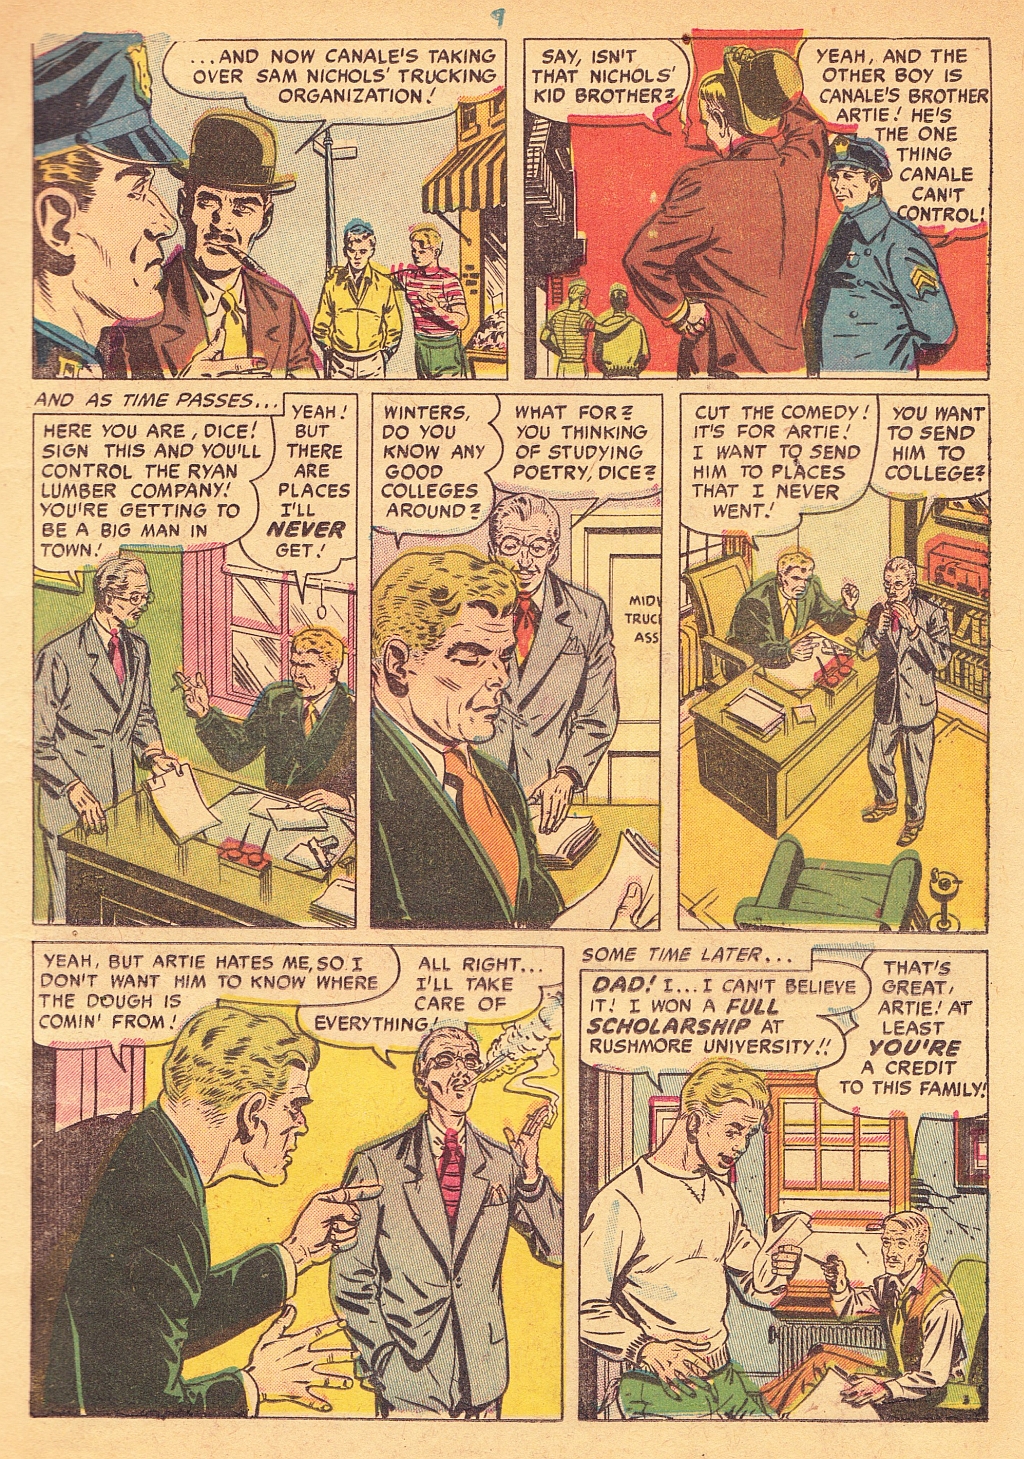 9
...AND NOW CANALE'S TAKING
OVER SAM NICHOLS' TRUCKING
ORGANIZATION!
SAY, ISN'T
THAT NICHOLS'
KID BROTHER?
YEAH, AND THE
OTHER BOY IS
CANALE'S BROTHER
ARTIE! HE'S
THE ONE
THING
CANALE
CAN'T
CONTROL!
AND AS TIME PASSES...
HERE YOU ARE, DICE!
SIGN THIS AND YOU'LL
CONTROL THE RYAN
LUMBER COMPANY!
YOU'RE GETTING TO
BE A BIG MAN IN
TOWN!
YEAH!
BUT
THERE
ARE
PLACES
I'LL
NEVER
GET!
WINTERS,
DO YOU
KNOW ANY
GOOD
COLLEGES
AROUND?
WHAT FOR?
YOU THINKING
OF STUDYING
POETRY, DICE?
MIDW
TRUC
ASS
CUT THE COMEDY!
IT'S FOR ARTIE!
I WANT TO SEND
HIM TO PLACES
THAT I NEVER
WENT!
YOU WANT
TO SEND
HIM TO
COLLEGE?
YEAH, BUT ARTIE HATES ME, SO I
DON'T WANT HIM TO KNOW WHERE
THE DOUGH IS
COMIN' FROM!
ALL RIGHT...
I'LL TAKE
CARE OF
EVERYTHING!
SOME TIME LATER...
DAD! I...I CAN'T BELIEVE
IT! I WON A FULL
SCHOLARSHIP AT
RUSHMORE UNIVERSITY!!
THAT'S
GREAT,
ARTIE! AT
LEAST
YOU'RE
A CREDIT
TO THIS FAMILY!